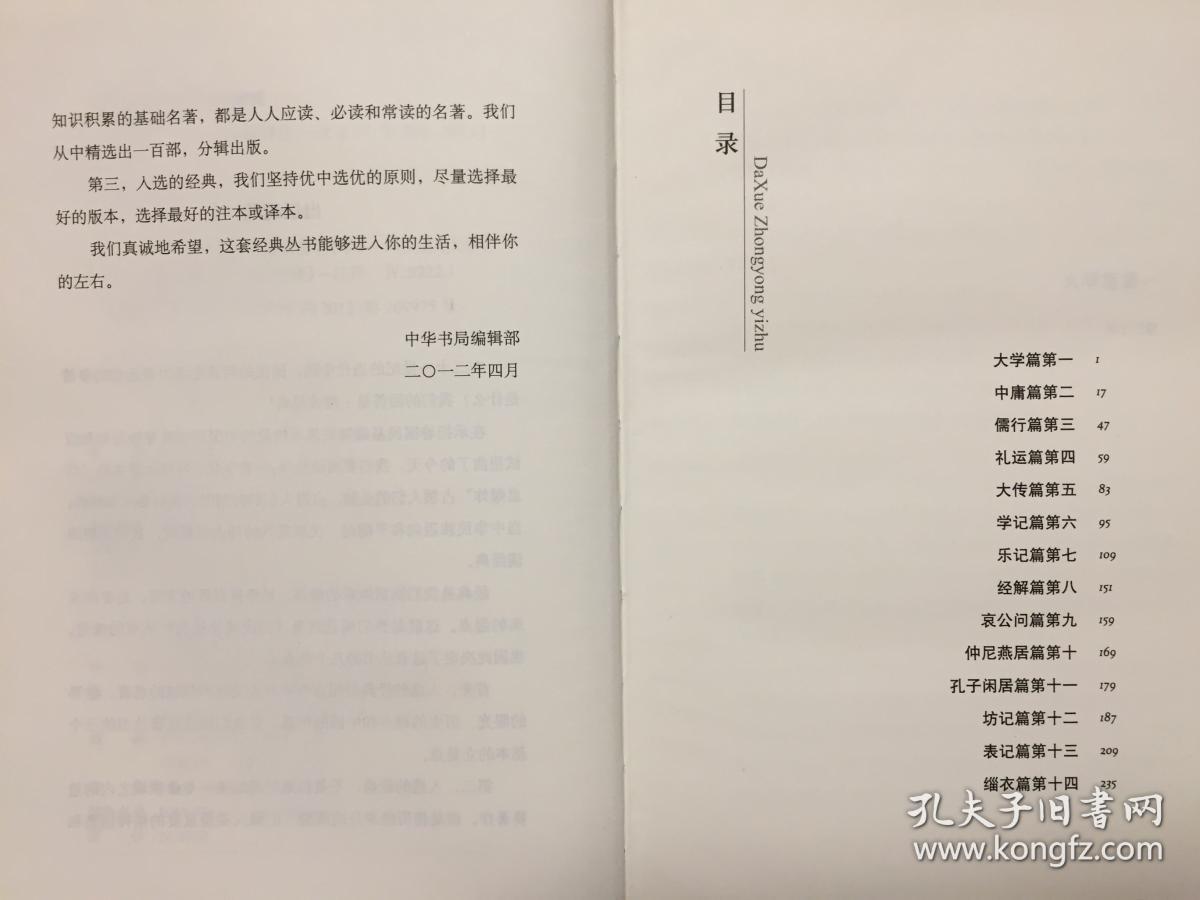 知识积累的基础名著，都是人人应读、必读和常读的名著。我们
从中精选出一百部，分辑出版。
第三，入选的经典，我们坚持优中选优的原则，尽量选择最
好的版本，选择最好的注本或译本。
我们真诚地希望，这套经典丛书能够进入你的生活，相伴你
的左右。
中华书局编辑部
二〇一二年四月
目录
DaXue Zhongyong yizhu
大学篇第一 1
中庸篇第二 17
儒行篇第三 47
礼运篇第四 59
大传篇第五 83
学记篇第六 95
乐记篇第七 109
经解篇第八 151
哀公问篇第九 159
仲尼燕居篇第十 169
孔子闲居篇第十一 179
坊记篇第十二 187
表记篇第十三 209
缁衣篇第十四 235
孔夫子旧书网
www.kongfz.com